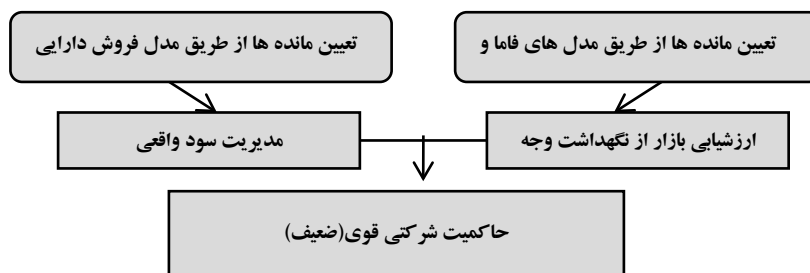 تعیین مانده ها از طریق مدل های فاما و
تعیین مانده ها از طریق مدل فروش دارایی
ارزشیابی بازار از نگهداشت وجه
مدیریت سود واقعی
حاکمیت شرکتی قوی(ضعیف)